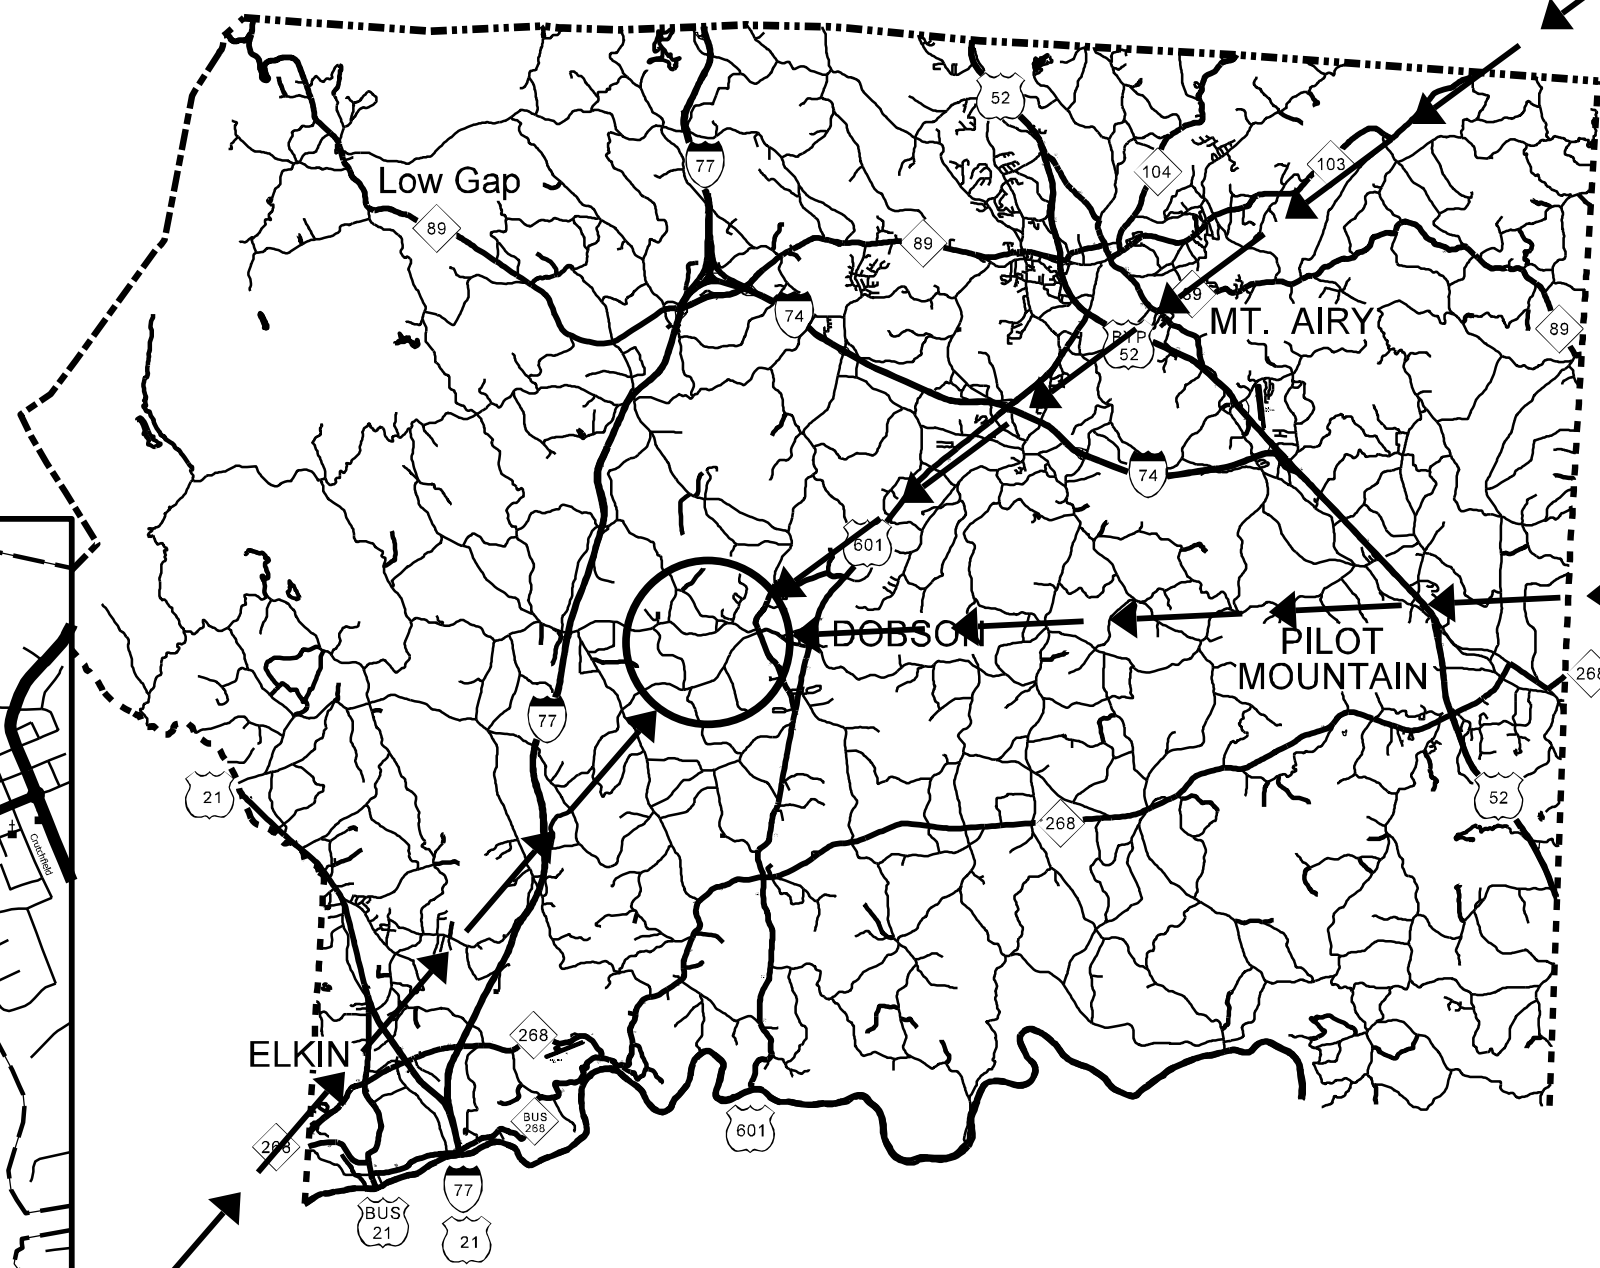 52
77
103
104
Low Gap
89
89
89
74
MT. AIRY
BYP
52
89
74
601
DOBSON
PILOT
MOUNTAIN
268
77
21
52
268
Crutchfield
268
ELKIN
BUS
268
601
268
77
BUS
21
21